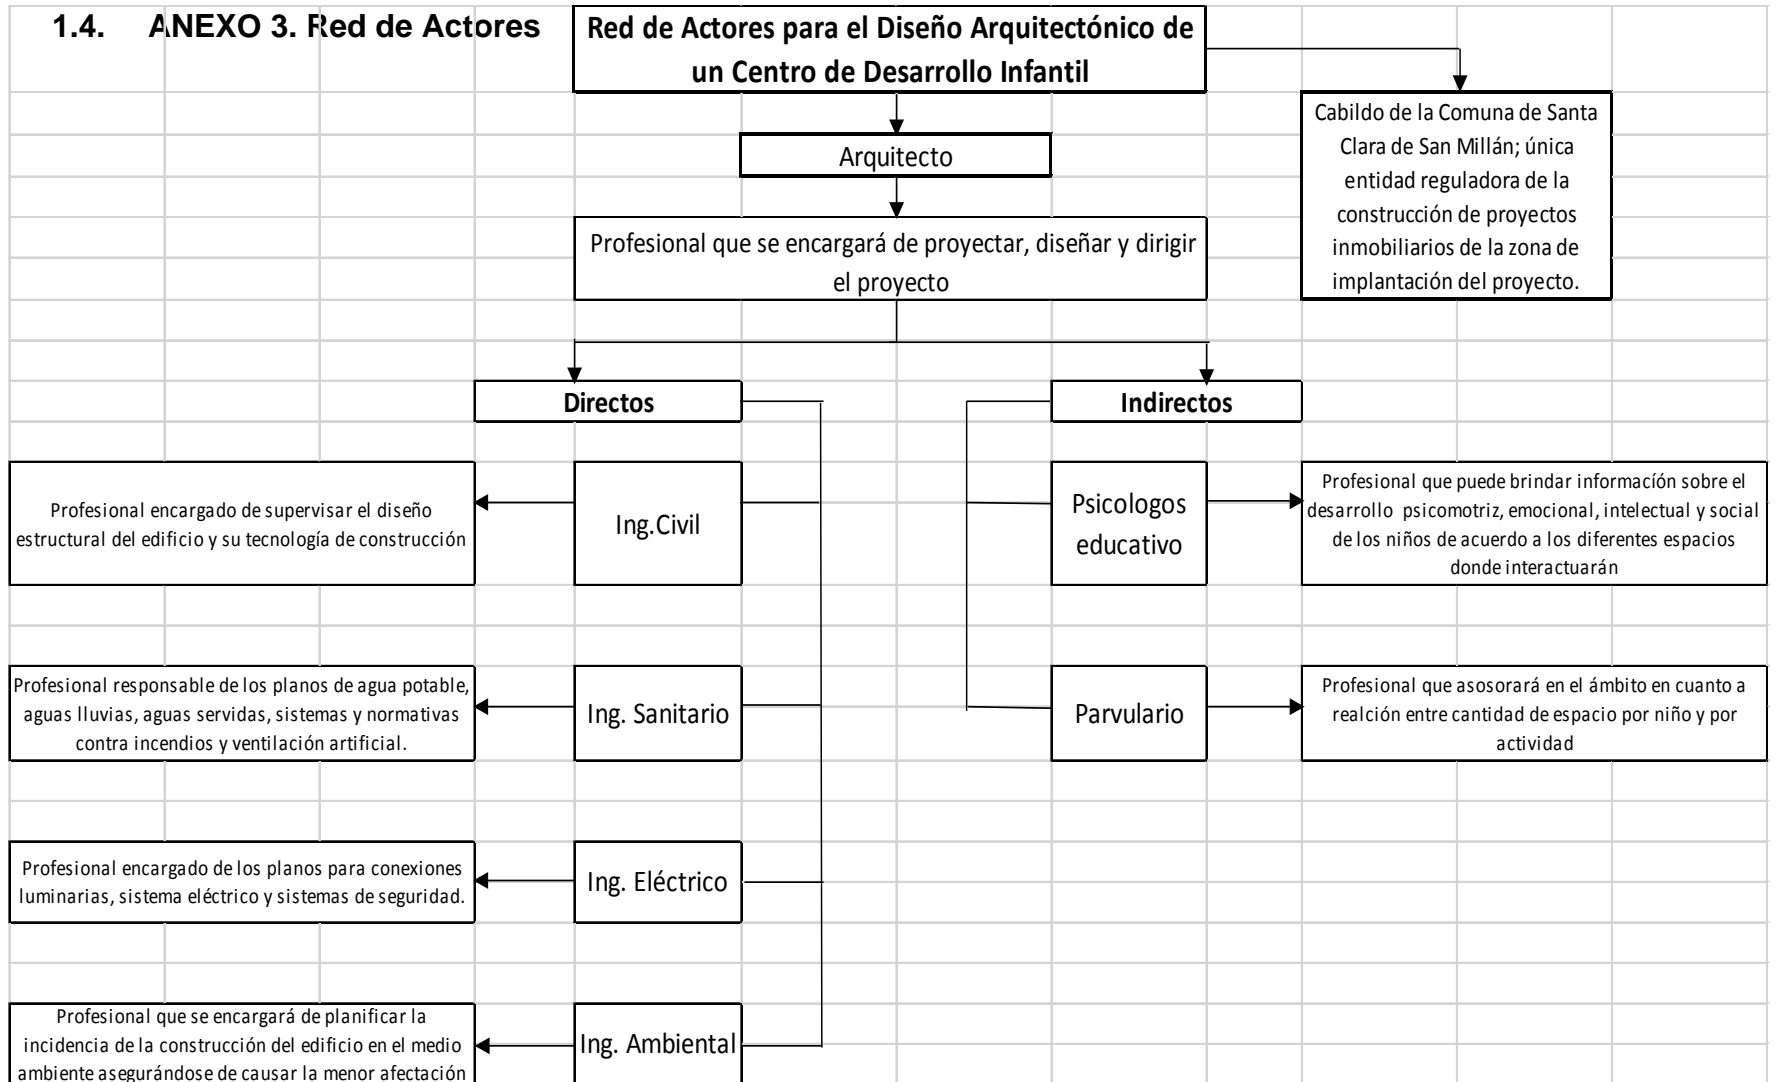 1.4. ANEXO 3. Red de Actores
Red de Actores para el Diseño Arquitectónico de
un Centro de Desarrollo Infantil
Cabildo de la Comuna de Santa
Clara de San Millán; única
entidad reguladora de la
construcción de proyectos
inmobiliarios de la zona de
implantación del proyecto.
Arquitecto
Profesional que se encargará de proyectar, diseñar y dirigir
el proyecto
Directos
Indirectos
Profesional encargado de supervisar el diseño
estructural del edificio y su tecnología de construcción
Ing.Civil
Psicologos
educativo
Profesional que puede brindar informacíón sobre el
desarrollo psicomotriz, emocional, intelectual y social
de los niños de acuerdo a los diferentes espacios
donde interactuarán
Profesional responsable de los planos de agua potable,
aguas lluvias, aguas servidas, sistemas y normativas
contra incendios y ventilación artificial.
Ing. Sanitario
Parvulario
Profesional que asosorará en el ámbito en cuanto a
realción entre cantidad de espacio por niño y por
actividad
Profesional encargado de los planos para conexiones
luminarias, sistema eléctrico y sistemas de seguridad.
Ing. Eléctrico
Profesional que se encargará de planificar la
incidencia de la construcción del edificio en el medio
ambiente asegurándose de causar la menor afectación
Ing. Ambiental